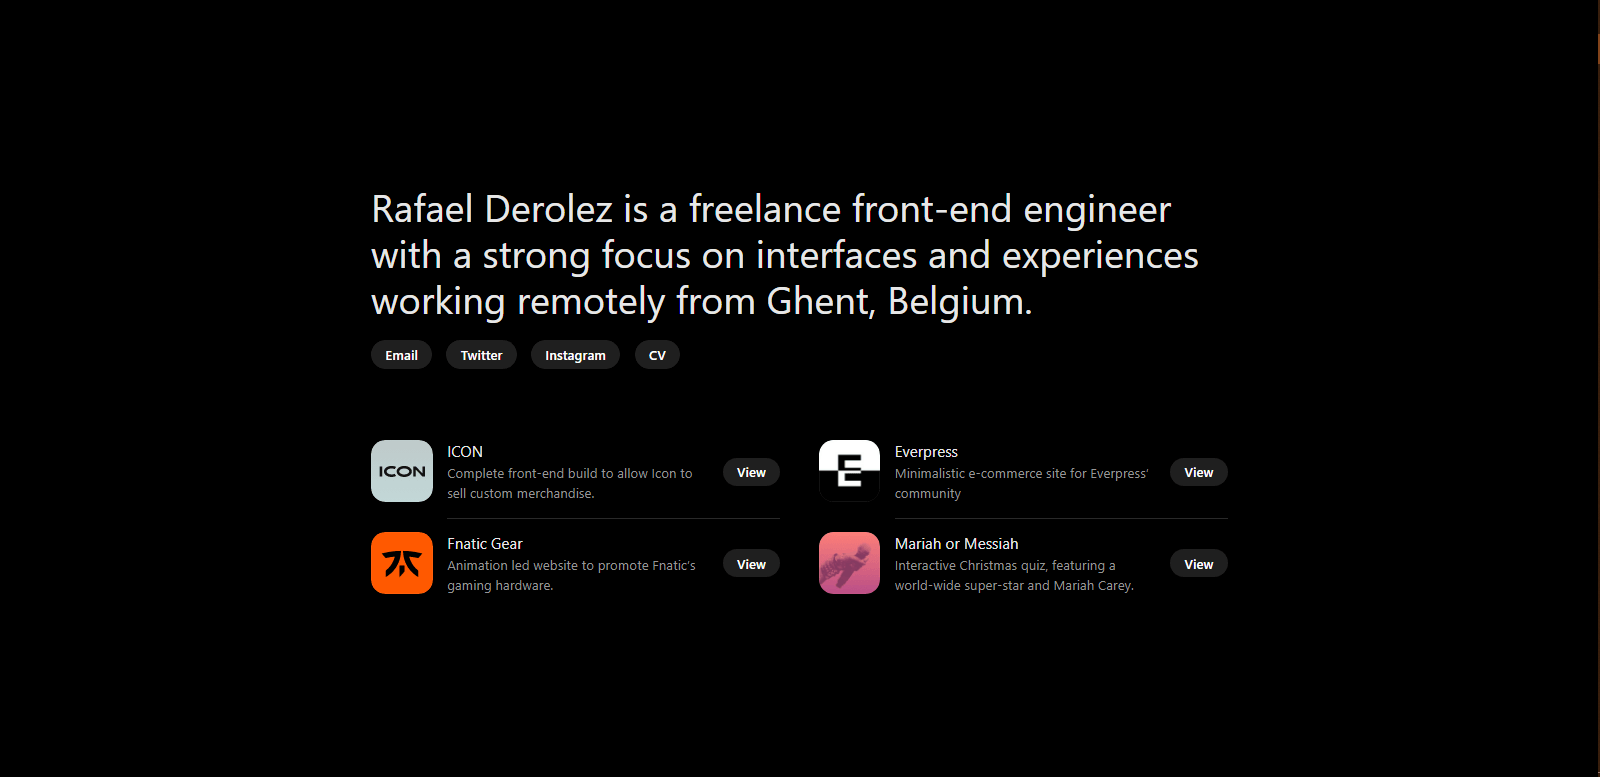 Rafael Derolez is a freelance front-end engineer
with a strong focus on interfaces and experiences
working remotely from Ghent, Belgium.
Email
Twitter
Instagram
CV
ICON
ICON
Complete front-end build to allow Icon to
sell custom merchandise.
View
E
Everpress
Minimalistic e-commerce site for Everpress’
community
View
Fnatic Gear
Animation led website to promote Fnatic’s
gaming hardware.
View
Mariah or Messiah
Interactive Christmas quiz, featuring a
world-wide super-star and Mariah Carey.
View